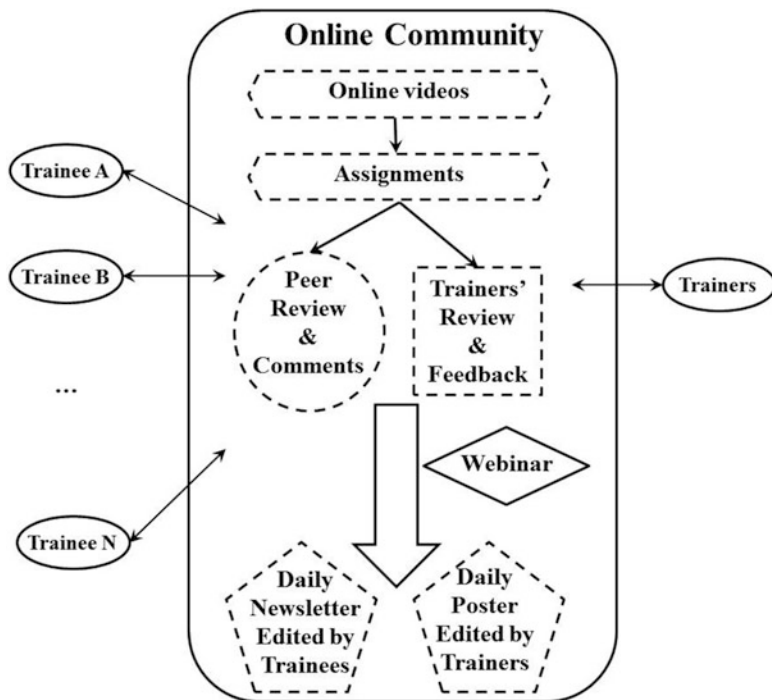 Online Community
Online videos
Assignments
Trainee A
Trainee B
...
Trainee N
Peer
Review
&
Comments
Trainers’
Review
&
Feedback
Trainers
Webinar
Daily
Newsletter
Edited by
Trainees
Daily
Poster
Edited by
Trainers